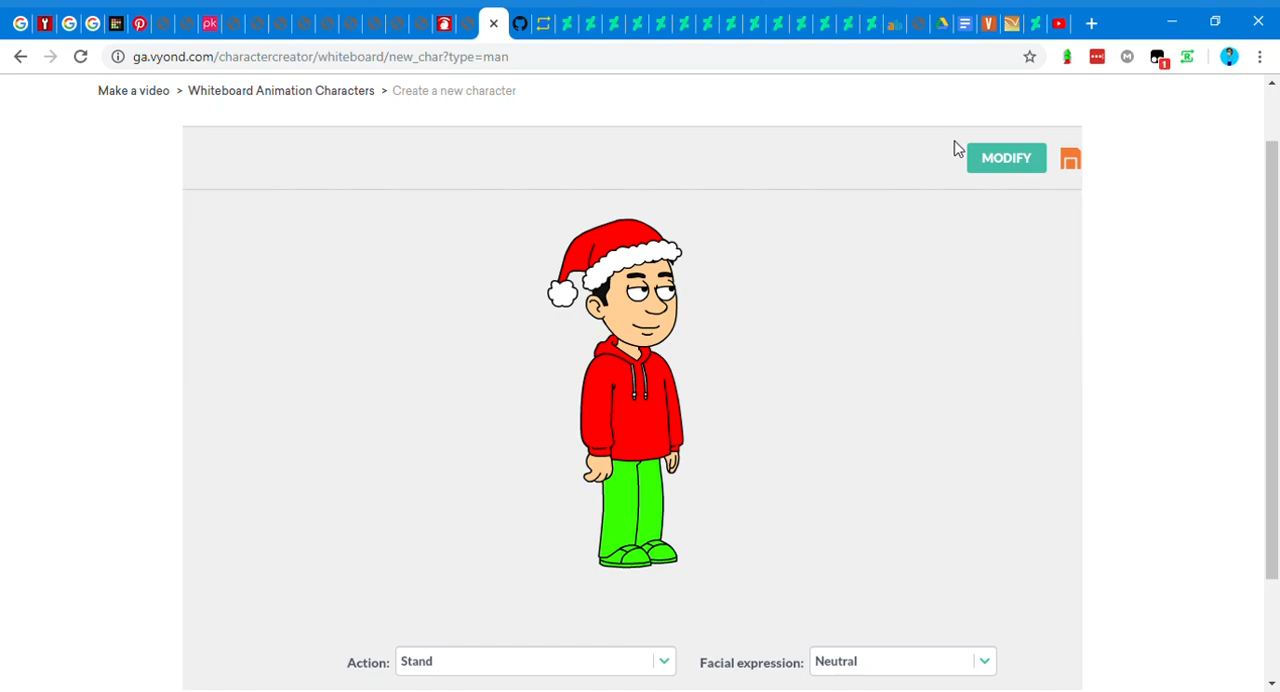 ga.vyond.com/charactercreator/whiteboard/new_char?type=man
1
Make a video > Whiteboard Animation Characters > Create a new character
MODIFY
Action: Stand Facial expression: Neutral